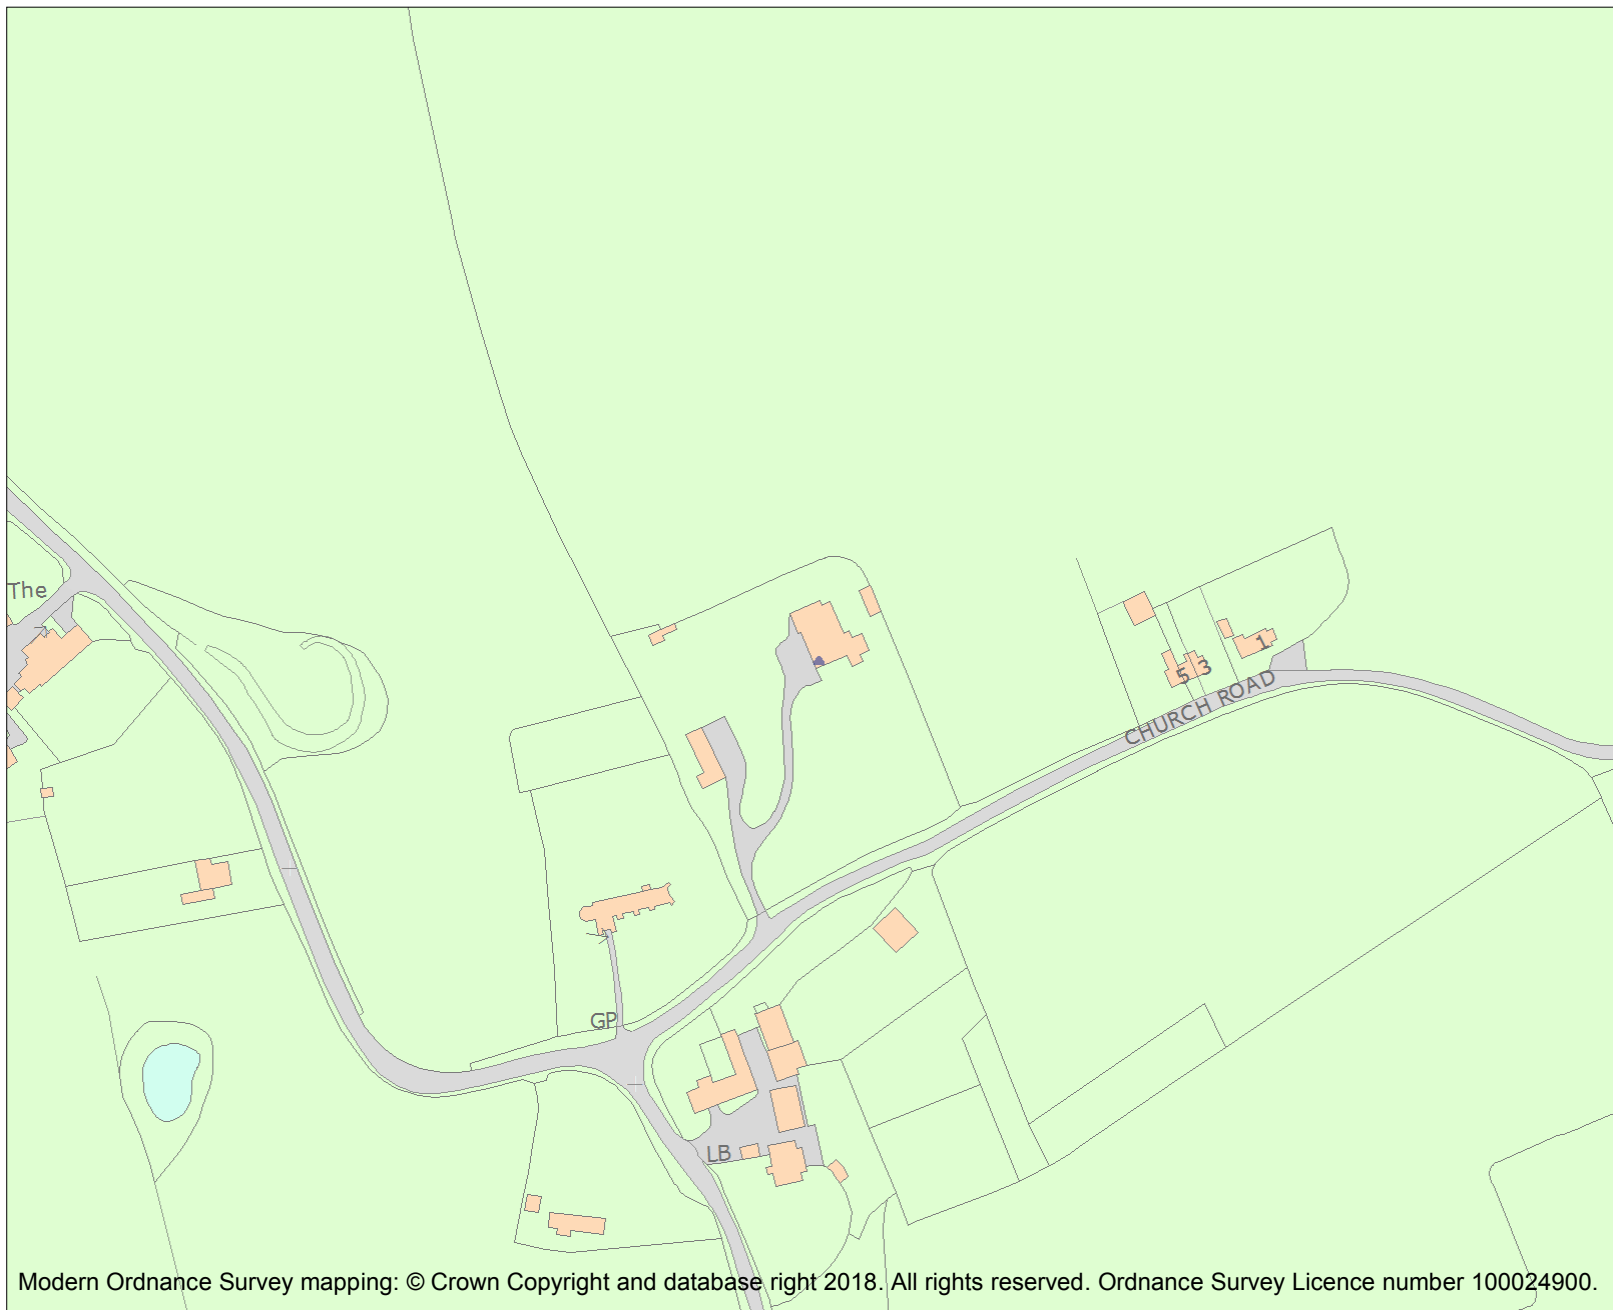 The
1
3
5
CHURCH ROAD
GP
LB
Modern Ordnance Survey mapping: © Crown Copyright and database right 2018. All rights reserved. Ordnance Survey Licence number 100024900.